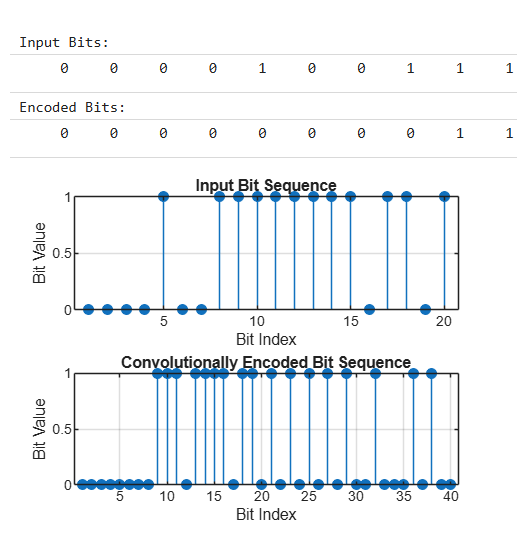 Input Bits:
0 0 0 0 1 0 0 1 1 1
Encoded Bits:
0 0 0 0 0 0 0 0 1 1
Input Bit Sequence
1
0.5
0
Bit Value
5 10 15 20
Bit Index
Convolutionally Encoded Bit Sequence
1
0.5
0
Bit Value
5 10 15 20 25 30 35 40
Bit Index